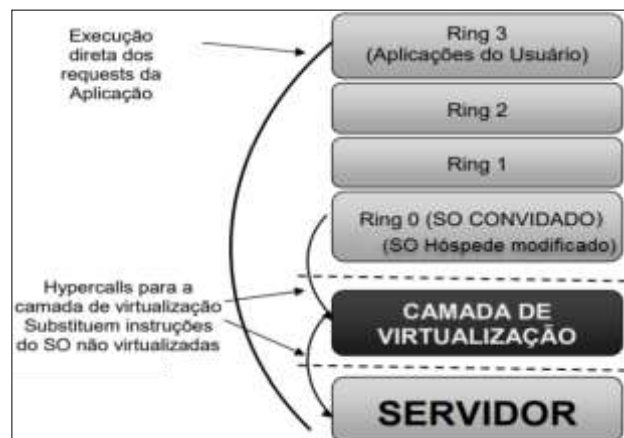 Execução
direta dos
requests da
Aplicação
Ring 3
(Aplicações do Usuário)
Ring 2
Ring 1
Ring 0 (SO CONVIDADO)
(SO Hóspede modificado)
Hypercalls para a
camada de virtualização
Substituem instruções
do SO não virtualizadas
CAMADA DE
VIRTUALIZAÇÃO
SERVIDOR